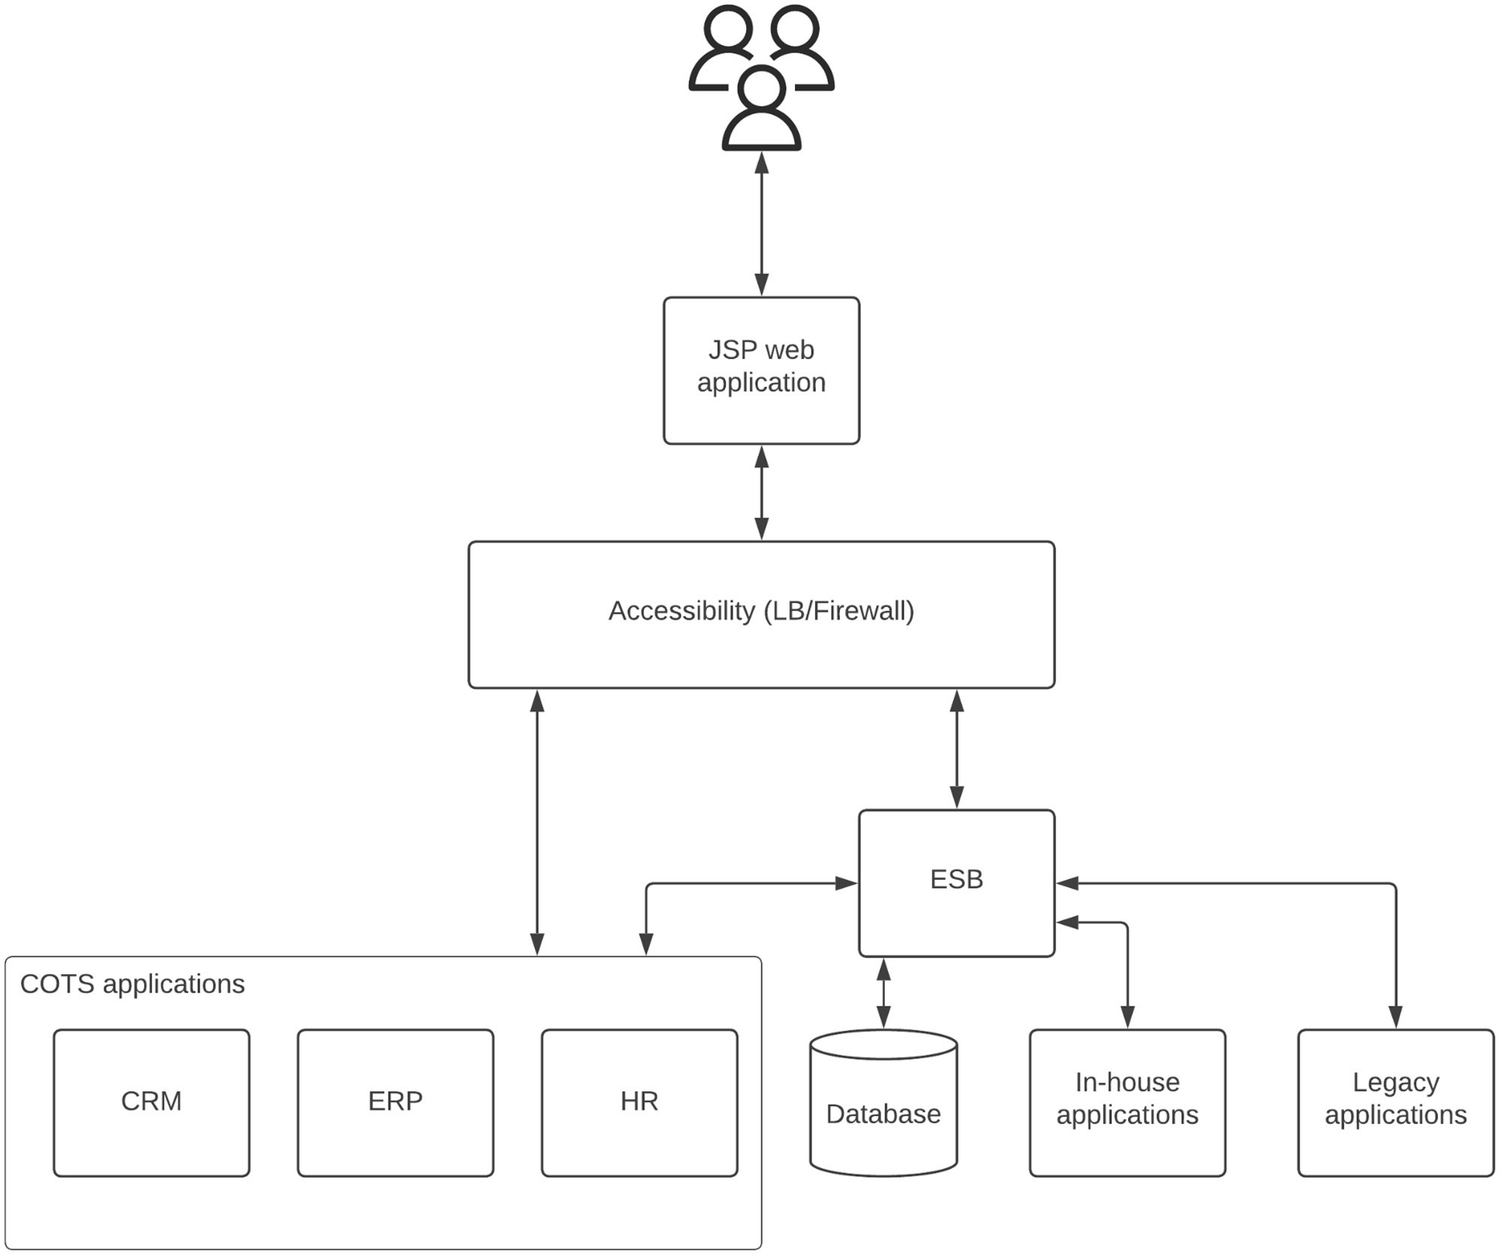 JSP web
application
Accessibility (LB/Firewall)
ESB
COTS applications
CRM
ERP
HR
Database
In-house
applications
Legacy
applications